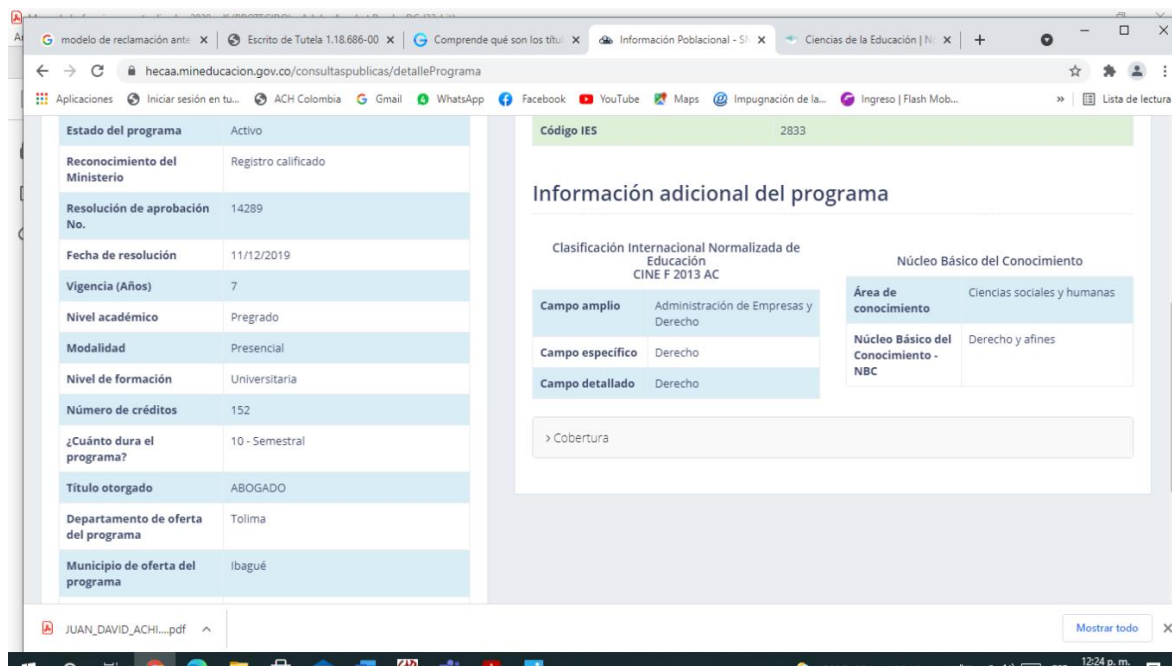 modelo de reclamación ante
Escrito de Tutela 1.18.686-00
Comprende qué son los títul
Información Poblacional - SN
Ciencias de la Educación | N
hecaa.mineducacion.gov.co/consultaspublicas/detallePrograma
Aplicaciones
Iniciar sesión en tu...
ACH Colombia
Gmail
WhatsApp
Facebook
YouTube
Maps
Impugnación de la...
Ingreso | Flash Mob...
»
Lista de lectura
Estado del programa Activo
Reconocimiento del Registro calificado
Ministerio
Resolución de aprobación 14289
No.
Fecha de resolución 11/12/2019
Vigencia (Años) 7
Nivel académico Pregrado
Modalidad Presencial
Nivel de formación Universitaria
Número de créditos 152
¿Cuánto dura el 10 - Semestral
programa?
Título otorgado ABOGADO
Departamento de oferta Tolima
del programa
Municipio de oferta del Ibagué
programa
Código IES 2833
Información adicional del programa
Clasificación Internacional Normalizada de
Educación
CINE F 2013 AC
Campo amplio Administración de Empresas y
Derecho
Campo específico Derecho
Campo detallado Derecho
Núcleo Básico del Conocimiento
Área de Ciencias sociales y humanas
conocimiento
Núcleo Básico del Derecho y afines
Conocimiento -
NBC
> Cobertura
JUAN_DAVID_ACHI....pdf
Mostrar todo
12:24 p. m.